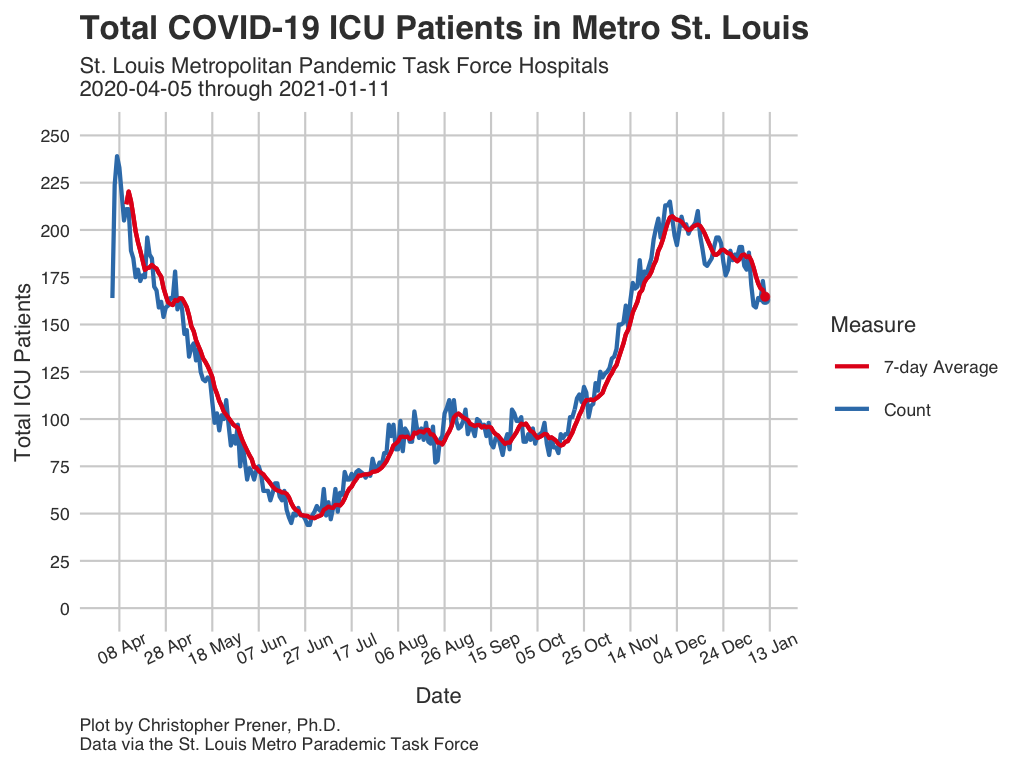 Total COVID-19 ICU Patients in Metro St. Louis
St. Louis Metropolitan Pandemic Task Force Hospitals
2020-04-05 through 2021-01-11
250
225
200
175
150
125
100
75
50
25
0
Total ICU Patients
08 Apr
28 Apr
18 May
07 Jun
27 Jun
17 Jul
06 Aug
26 Aug
15 Sep
05 Oct
25 Oct
14 Nov
04 Dec
24 Dec
13 Jan
Date
Measure
7-day Average
Count
Plot by Christopher Prener, Ph.D.
Data via the St. Louis Metro Parademic Task Force